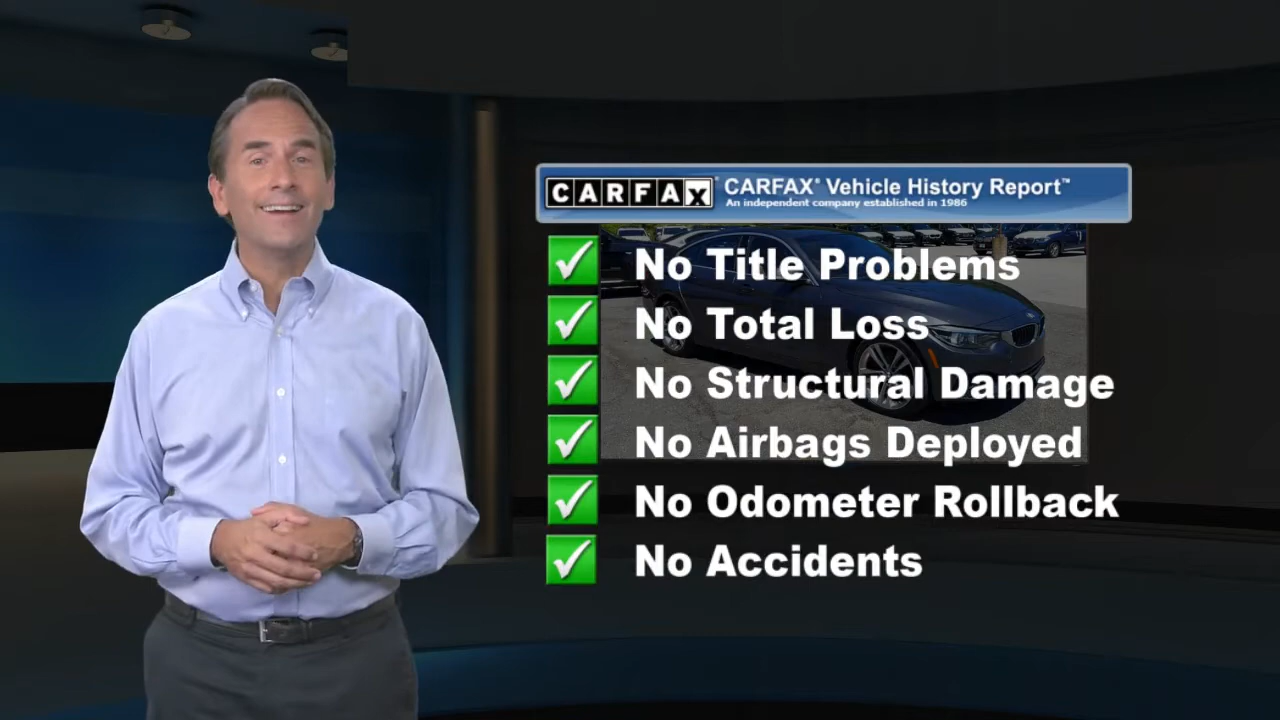 CARFAX
CARFAX® Vehicle History Report™
An independent company established in 1986
No Title Problems
No Total Loss
No Structural Damage
No Airbags Deployed
No Odometer Rollback
No Accidents